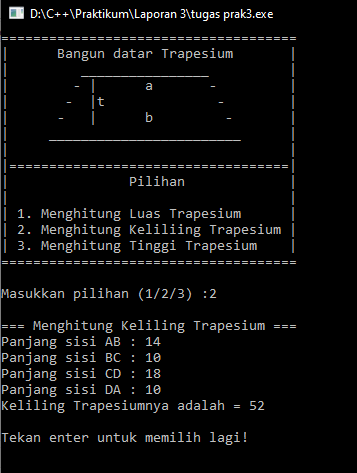 D:\C++\Praktikum\Laporan 3\tugas prak3.exe
=====================================
|      Bangun datar Trapesium       |
|         ________________          |
|        - |      a       -         |
|       -  |t              -        |
|      -   |      b         -       |
|     ________________________      |
|                                   |
|===================================|
|               Pilihan             |
|                                   |
| 1. Menghitung Luas Trapesium      |
| 2. Menghitung Keliliing Trapesium |
| 3. Menghitung Tinggi Trapesium    |
=====================================
Masukkan pilihan (1/2/3) :2
=== Menghitung Keliling Trapesium ===
Panjang sisi AB : 14
Panjang sisi BC : 10
Panjang sisi CD : 18
Panjang sisi DA : 10
Keliling Trapesiumnya adalah = 52
Tekan enter untuk memilih lagi!